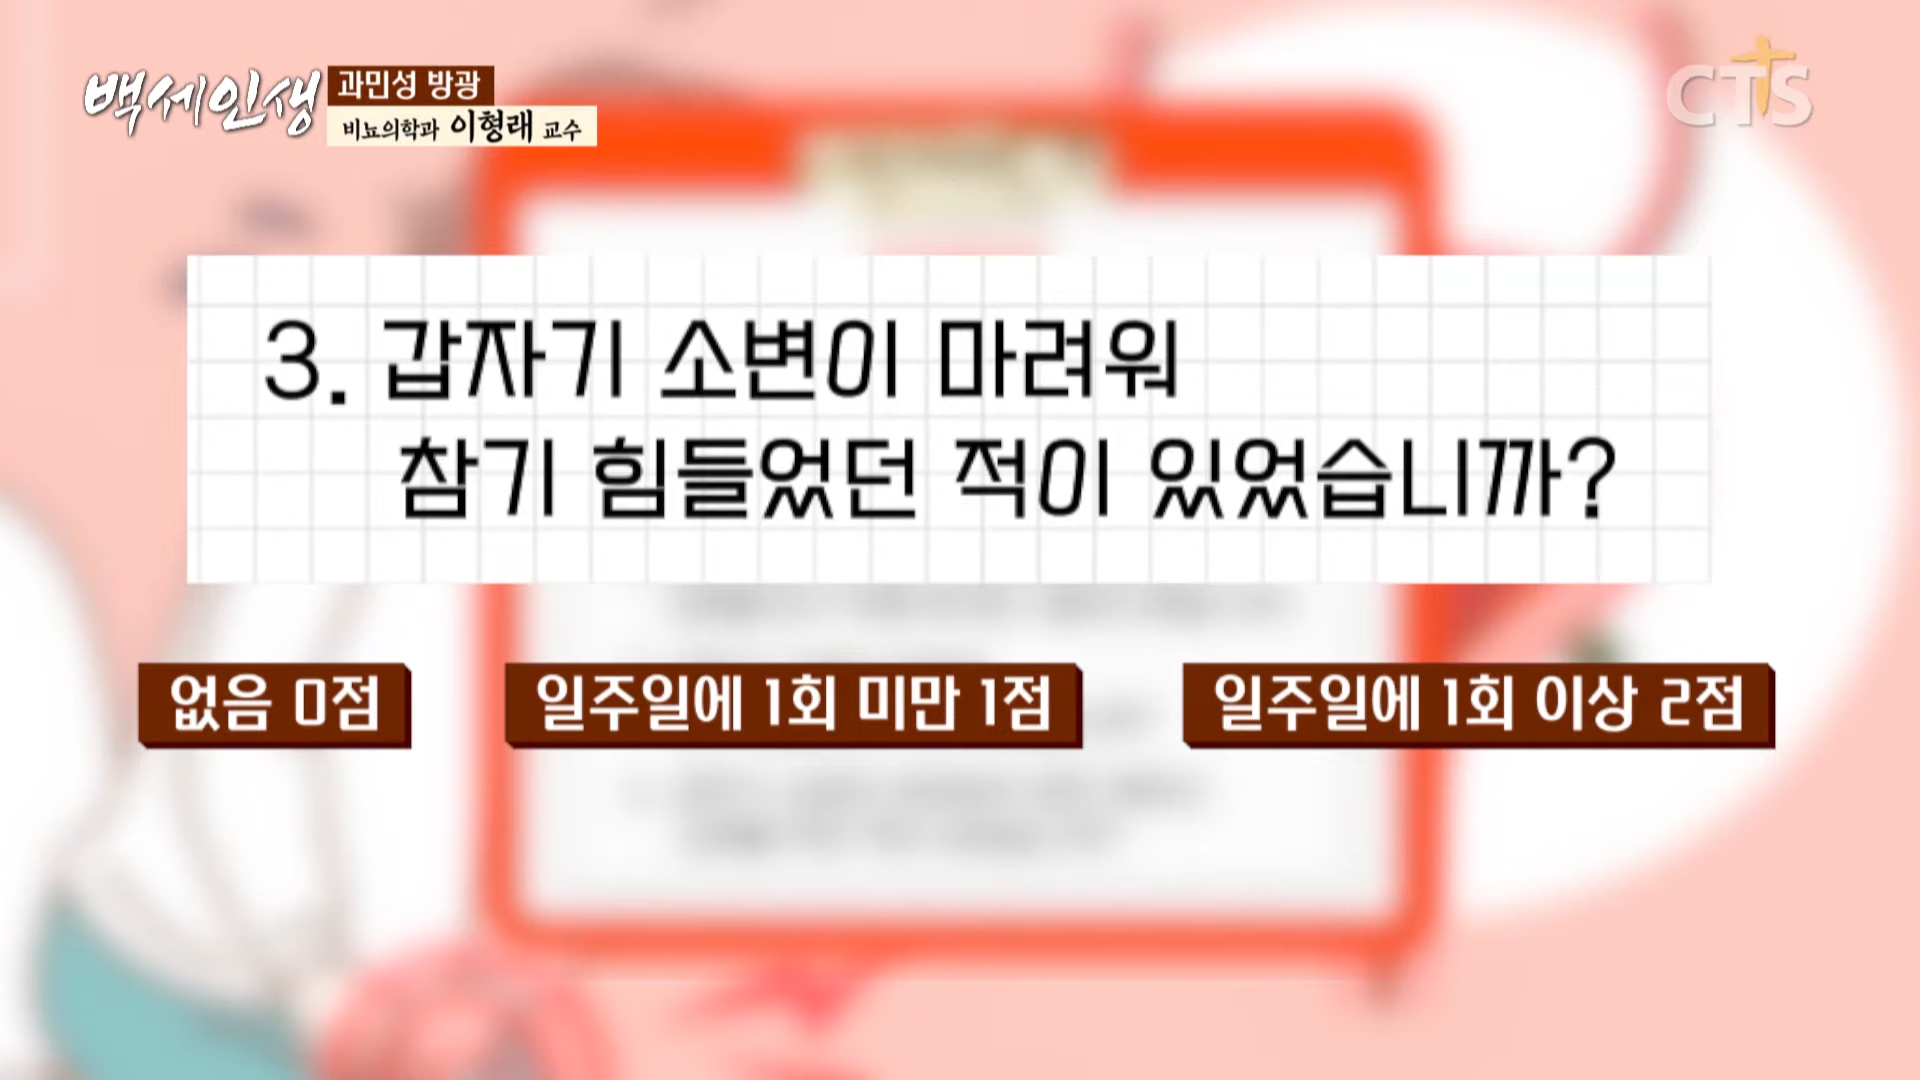 백세인생
과민성 방광
비뇨의학과 이형래 교수
CTS
3. 갑자기 소변이 마려워
참기 힘들었던 적이 있었습니까?
없음 0점
일주일에 1회 미만 1점
일주일에 1회 이상 2점